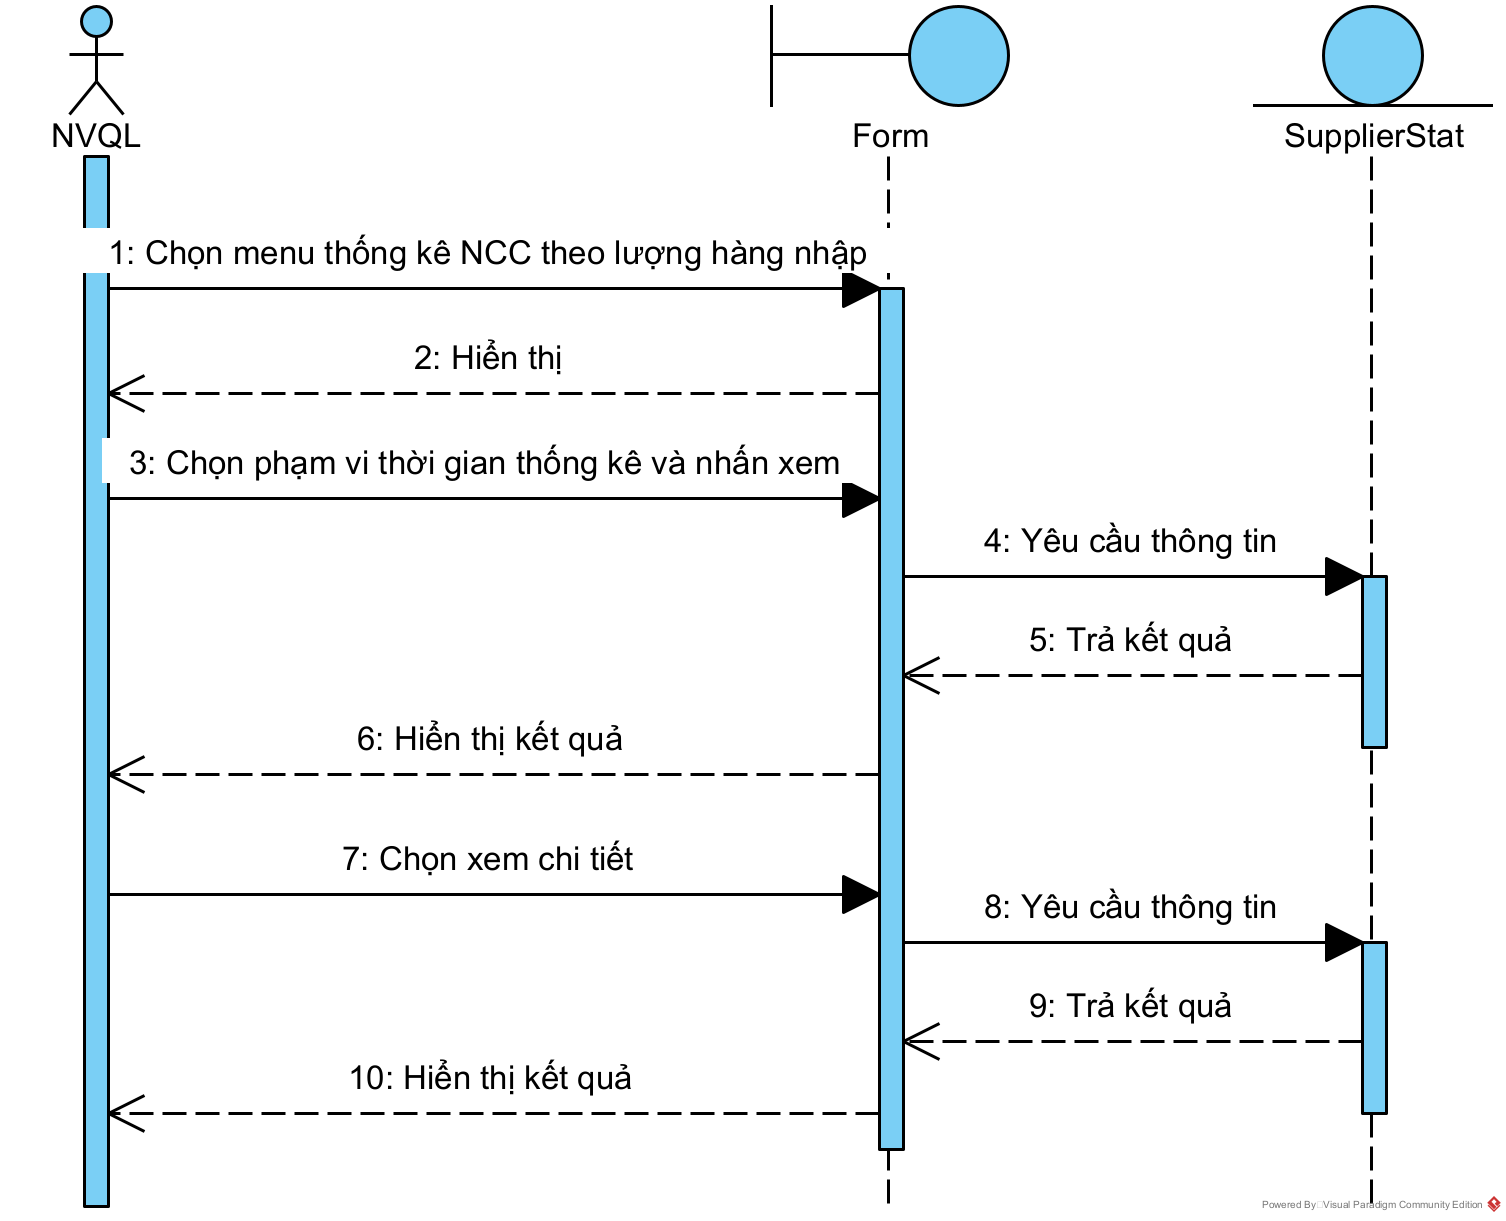 NVQL
Form
SupplierStat
1: Chọn menu thống kê NCC theo lượng hàng nhập
2: Hiển thị
3: Chọn phạm vi thời gian thống kê và nhấn xem
4: Yêu cầu thông tin
5: Trả kết quả
6: Hiển thị kết quả
7: Chọn xem chi tiết
8: Yêu cầu thông tin
9: Trả kết quả
10: Hiển thị kết quả
Powered By Visual Paradigm Community Edition